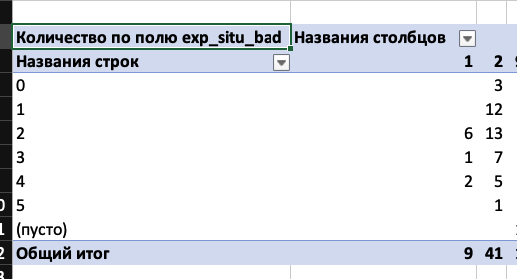 Количество по полю exp_situ_bad Названия столбцов
Названия строк 1 2
0 3
1 12
2 6 13
3 1 7
4 2 5
5 1
(пусто)
Общий итог 9 41